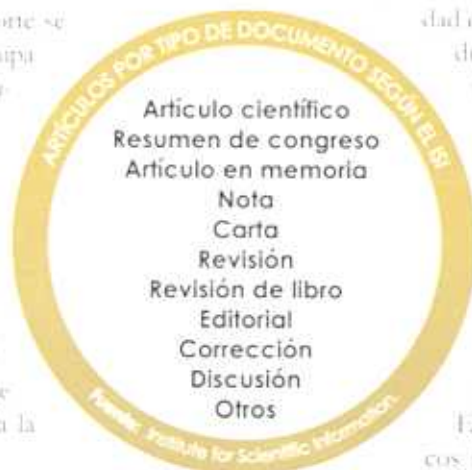 ARTÍCULOS POR TIPO DE DOCUMENTO SEGÚN EL ISI
Artículo científico
Resumen de congreso
Artículo en memoria
Nota
Carta
Revisión
Revisión de libro
Editorial
Corrección
Discusión
Otros
Fuente: Institute for Scientific Information.